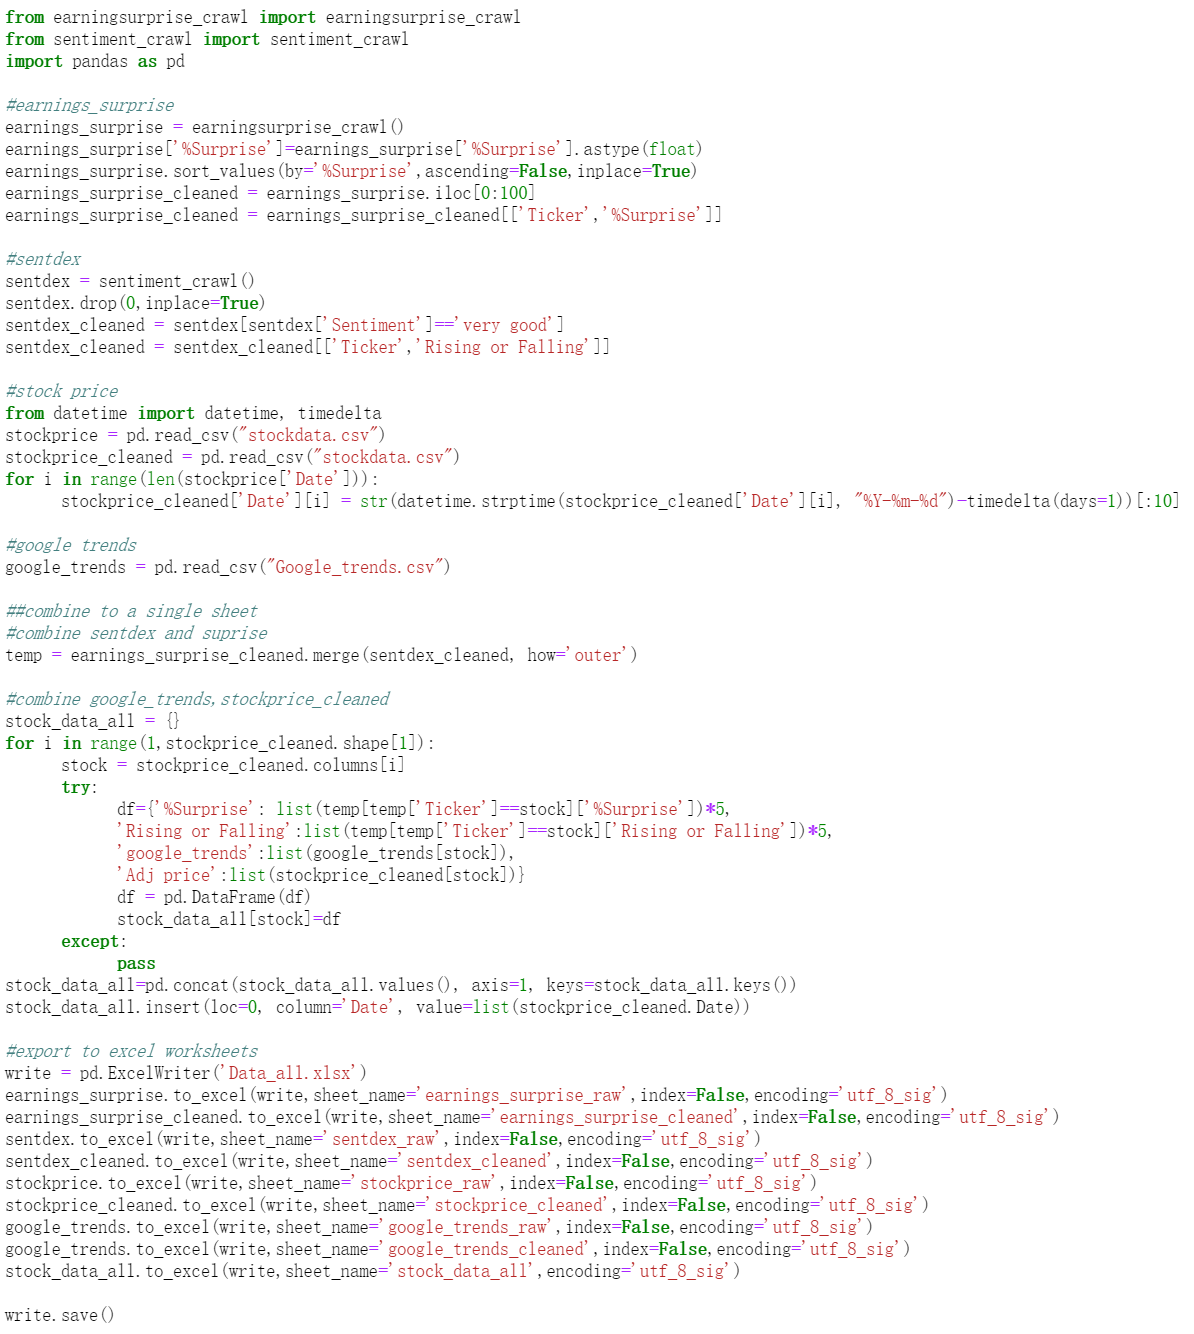 from earningsurprise_crawl import earningsurprise_crawl
from sentiment_crawl import sentiment_crawl
import pandas as pd

#earnings_surprise
earnings_surprise = earningsurprise_crawl()
earnings_surprise['%Surprise']=earnings_surprise['%Surprise'].astype(float)
earnings_surprise.sort_values(by='%Surprise',ascending=False,inplace=True)
earnings_surprise_cleaned = earnings_surprise.iloc[0:100]
earnings_surprise_cleaned = earnings_surprise_cleaned[['Ticker','%Surprise']]

#sentdex
sentdex = sentiment_crawl()
sentdex.drop(0,inplace=True)
sentdex_cleaned = sentdex[sentdex['Sentiment']=='very good']
sentdex_cleaned = sentdex_cleaned[['Ticker','Rising or Falling']]

#stock price
from datetime import datetime, timedelta
stockprice = pd.read_csv("stockdata.csv")
stockprice_cleaned = pd.read_csv("stockdata.csv")
for i in range(len(stockprice['Date'])):
      stockprice_cleaned['Date'][i] = str(datetime.strptime(stockprice_cleaned['Date'][i], "%Y-%m-%d")-timedelta(days=1))[:10]

#google trends
google_trends = pd.read_csv("Google_trends.csv")

##combine to a single sheet
#combine sentdex and suprise
temp = earnings_surprise_cleaned.merge(sentdex_cleaned, how='outer')

#combine google_trends,stockprice_cleaned
stock_data_all = {}
for i in range(1,stockprice_cleaned.shape[1]):
      stock = stockprice_cleaned.columns[i]
      try:
            df={'%Surprise': list(temp[temp['Ticker']==stock]['%Surprise'])*5,
            'Rising or Falling':list(temp[temp['Ticker']==stock]['Rising or Falling'])*5,
            'google_trends':list(google_trends[stock]),
            'Adj price':list(stockprice_cleaned[stock])}
            df = pd.DataFrame(df)
            stock_data_all[stock]=df
      except:
            pass
stock_data_all=pd.concat(stock_data_all.values(), axis=1, keys=stock_data_all.keys())
stock_data_all.insert(loc=0, column='Date', value=list(stockprice_cleaned.Date))

#export to excel worksheets
write = pd.ExcelWriter('Data_all.xlsx')
earnings_surprise.to_excel(write,sheet_name='earnings_surprise_raw',index=False,encoding='utf_8_sig')
earnings_surprise_cleaned.to_excel(write,sheet_name='earnings_surprise_cleaned',index=False,encoding='utf_8_sig')
sentdex.to_excel(write,sheet_name='sentdex_raw',index=False,encoding='utf_8_sig')
sentdex_cleaned.to_excel(write,sheet_name='sentdex_cleaned',index=False,encoding='utf_8_sig')
stockprice.to_excel(write,sheet_name='stockprice_raw',index=False,encoding='utf_8_sig')
stockprice_cleaned.to_excel(write,sheet_name='stockprice_cleaned',index=False,encoding='utf_8_sig')
google_trends.to_excel(write,sheet_name='google_trends_raw',index=False,encoding='utf_8_sig')
google_trends.to_excel(write,sheet_name='google_trends_cleaned',index=False,encoding='utf_8_sig')
stock_data_all.to_excel(write,sheet_name='stock_data_all',encoding='utf_8_sig')

write.save()